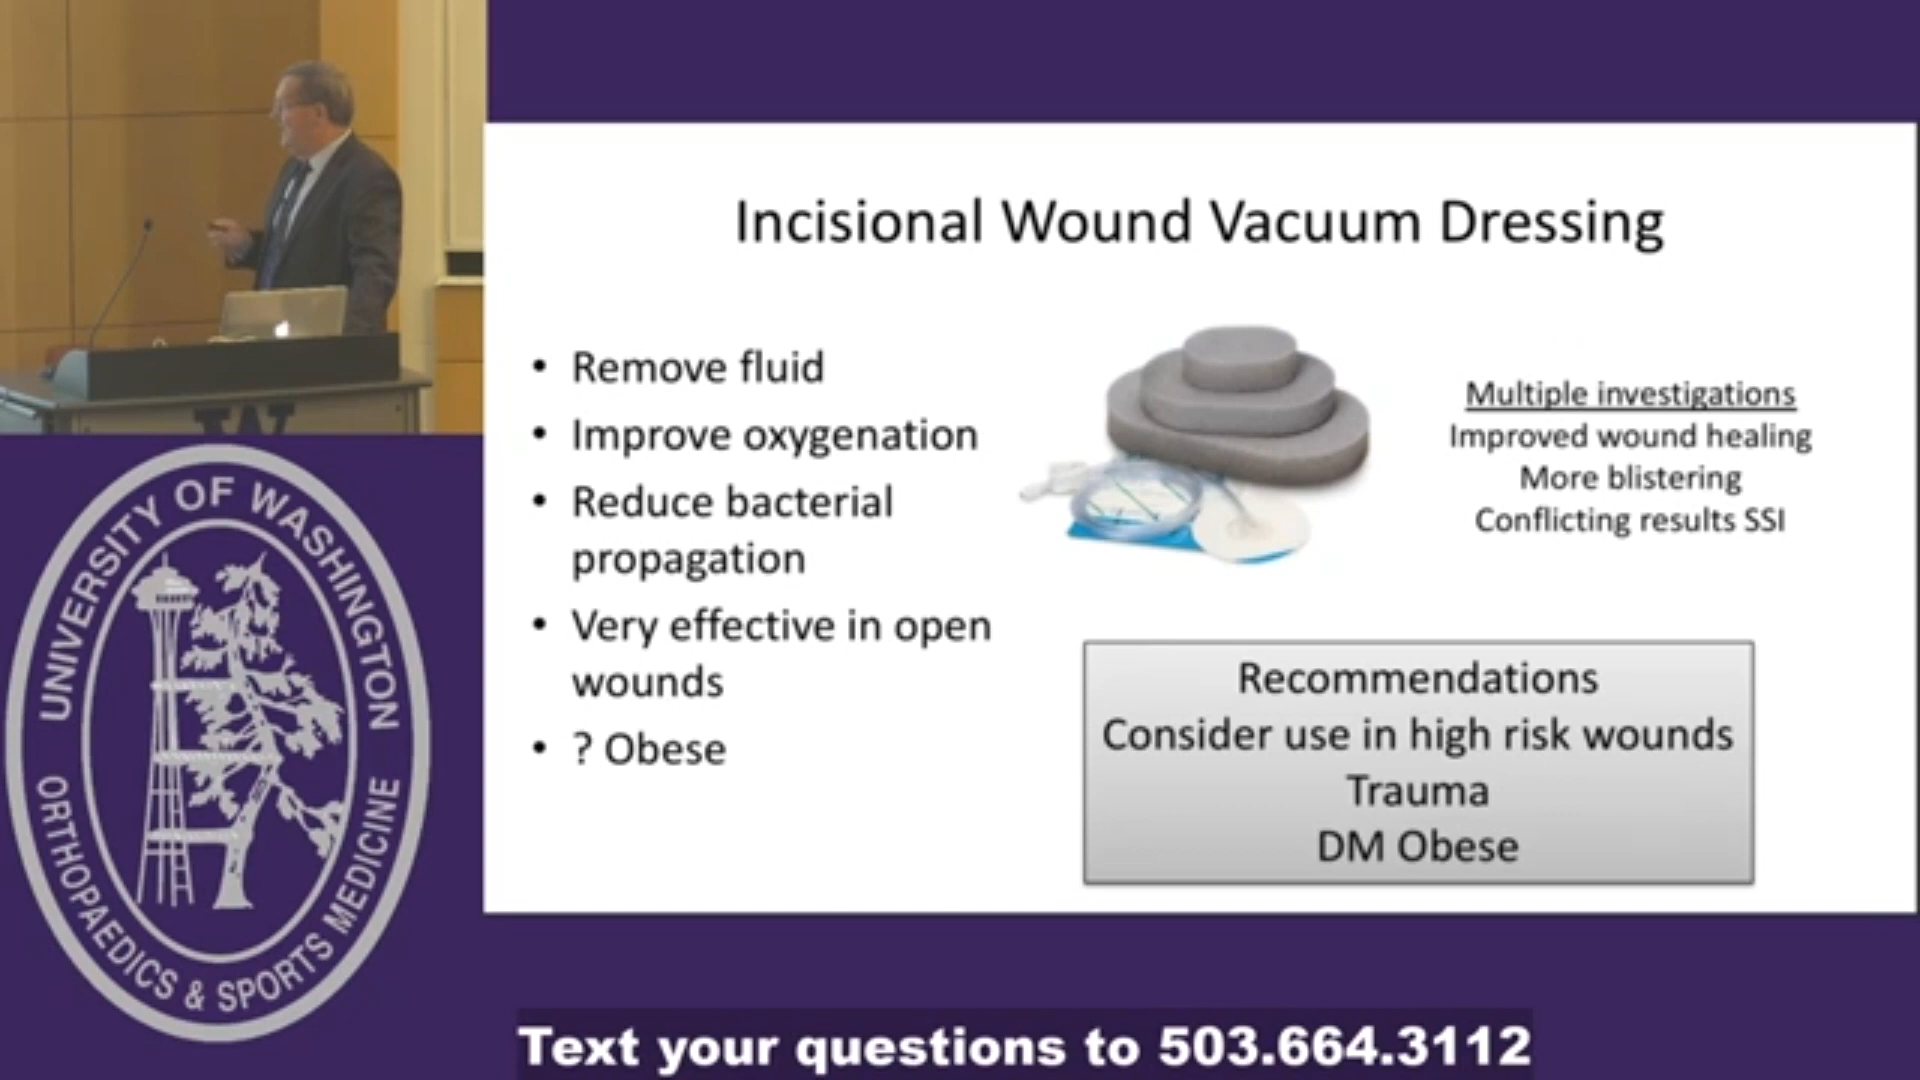 Incisional Wound Vacuum Dressing
• Remove fluid
• Improve oxygenation
• Reduce bacterial
propagation
• Very effective in open
wounds
• ? Obese
Multiple investigations
Improved wound healing
More blistering
Conflicting results SSI
Recommendations
Consider use in high risk wounds
Trauma
DM Obese
UNIVERSITY OF WASHINGTON
ORTHOPAEDICS & SPORTS MEDICINE
Text your questions to 503.664.3112